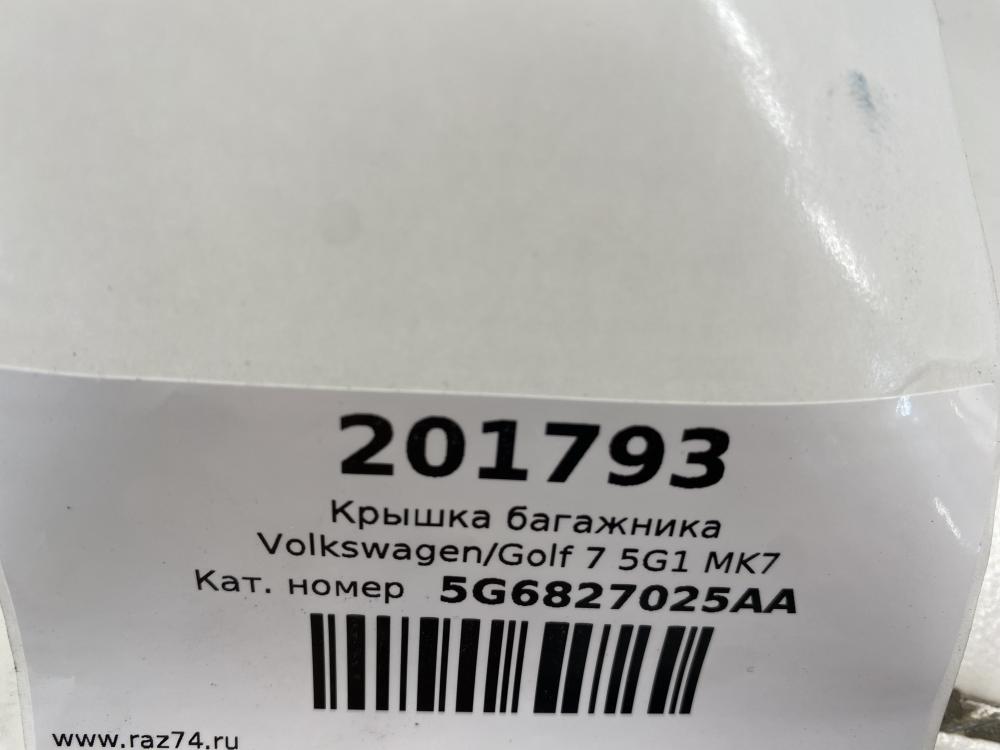 201793
Крышка багажника
Volkswagen/Golf 7 5G1 MK7
Кат. номер 5G6827025AA
www.raz74.ru